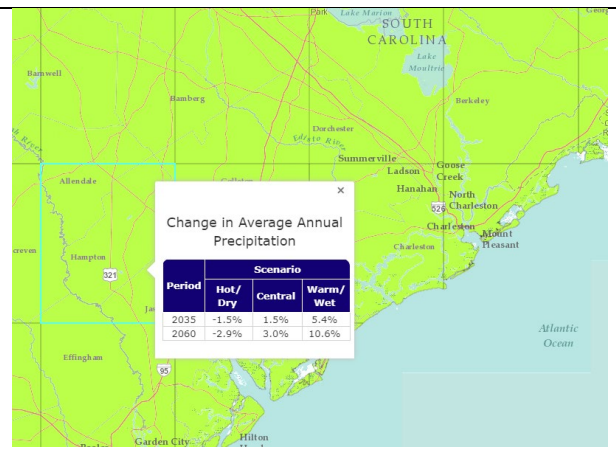 Park
Lake Marion
SOUTH
CAROLINA
Lake
Moultrie
Barnwell
Bamberg
Berkeley
Dorchester
Edisto River
Summerville
Goose
Creek
Ladson
Hanahan
North
Charleston
526
Charleston
Mount
Pleasant
Charleston
Allendale
Hampton
321
Effingham
95
Garden City
Hilton
Atlantic
Ocean
×
Change in Average Annual
Precipitation
Period Scenario
Hot/ Dry Central Warm/ Wet
2035 -1.5% 1.5% 5.4%
2060 -2.9% 3.0% 10.6%